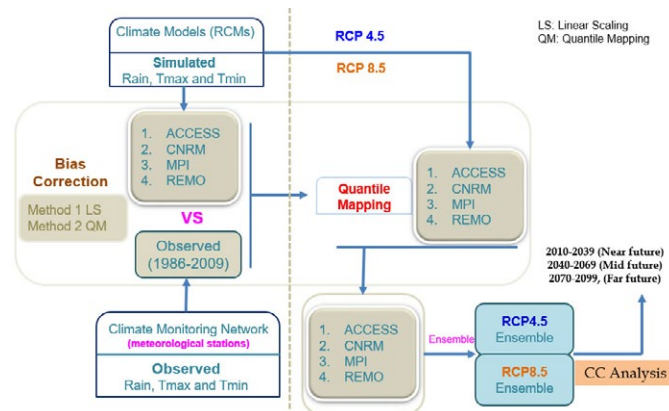 Climate Models (RCMs)
Simulated
Rain, Tmax and Tmin
RCP 4.5
RCP 8.5
LS: Linear Scaling
QM: Quantile Mapping
Bias
Correction
Method 1 LS
Method 2 QM
1. ACCESS
2. CNRM
3. MPI
4. REMO
VS
Observed
(1986-2009)
Climate Monitoring Network
(meteorological stations)
Observed
Rain, Tmax and Tmin
Quantile
Mapping
1. ACCESS
2. CNRM
3. MPI
4. REMO
1. ACCESS
2. CNRM
3. MPI
4. REMO
Ensemble
RCP4.5
Ensemble
RCP8.5
Ensemble
2010-2039 (Near future)
2040-2069 (Mid future)
2070-2099, (Far future)
CC Analysis